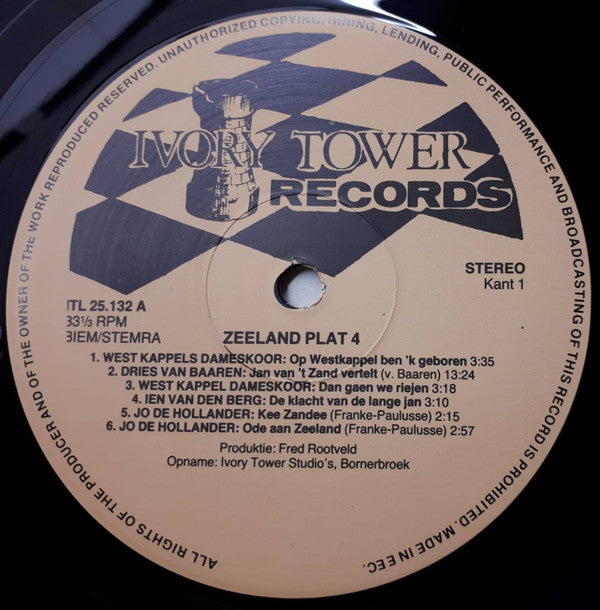 ALL RIGHTS OF THE PRODUCER AND OF THE OWNER OF THE WORK REPRODUCED RESERVED. UNAUTHORIZED COPYING, HIRING, LENDING, PUBLIC PERFORMANCE AND BROADCASTING OF THIS RECORD IS PROHIBITED. MADE IN EEC.
IVORY TOWER
RECORDS
STEREO
Kant 1
ITL 25.132 A
33⅓ RPM
BIEM/STEMRA
ZEELAND PLAT 4
1. WEST KAPPELS DAMESKOOR: Op Westkappel ben 'k geboren 3:35
2. DRIES VAN BAAREN: Jan van 't Zand vertelt (v. Baaren) 13:24
3. WEST KAPPEL DAMESKOOR: Dan gaen we riejen 3:18
4. IEN VAN DEN BERG: De klacht van de lange jan 3:10
5. JO DE HOLLANDER: Kee Zandee (Franke-Paulusse) 2:15
6. JO DE HOLLANDER: Ode aan Zeeland (Franke-Paulusse) 2:57
Produktie: Fred Rootveld
Opname: Ivory Tower Studio's, Bornerbroek